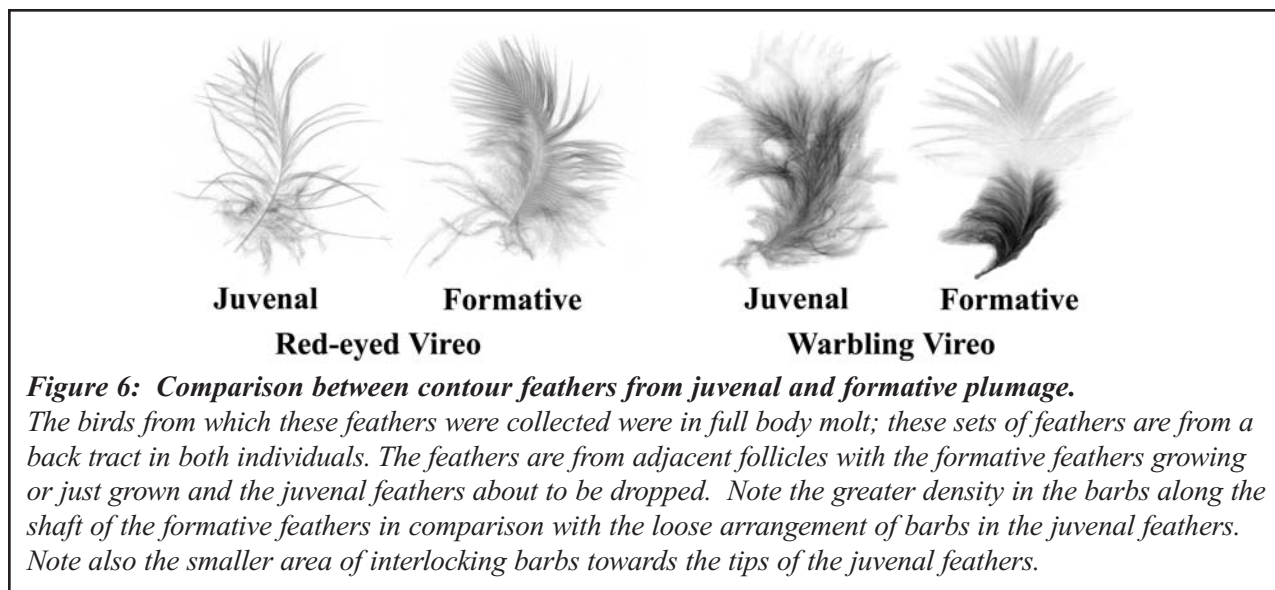 Juvenal Formative Juvenal Formative
Red-eyed Vireo Warbling Vireo
Figure 6: Comparison between contour feathers from juvenal and formative plumage.
The birds from which these feathers were collected were in full body molt; these sets of feathers are from a
back tract in both individuals. The feathers are from adjacent follicles with the formative feathers growing
or just grown and the juvenal feathers about to be dropped. Note the greater density in the barbs along the
shaft of the formative feathers in comparison with the loose arrangement of barbs in the juvenal feathers.
Note also the smaller area of interlocking barbs towards the tips of the juvenal feathers.